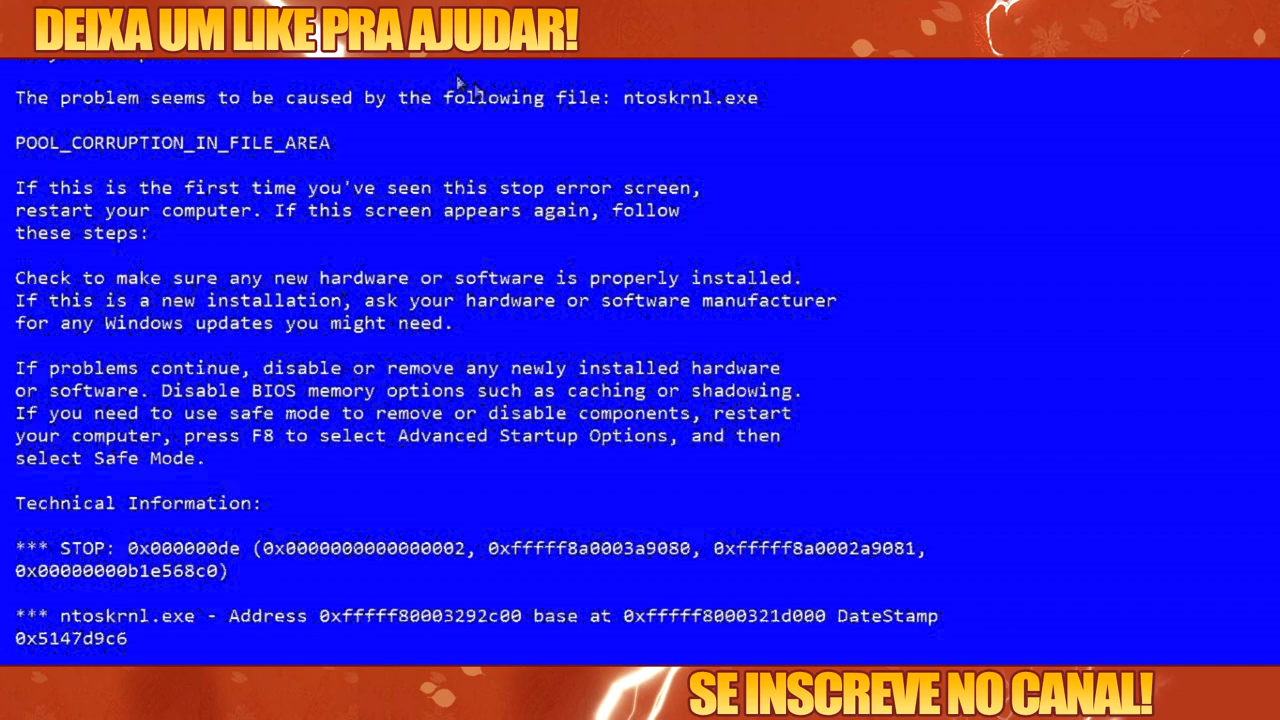 DEIXA UM LIKE PRA AJUDAR!
The problem seems to be caused by the following file: ntoskrnl.exe
POOL_CORRUPTION_IN_FILE_AREA
If this is the first time you've seen this stop error screen,
restart your computer. If this screen appears again, follow
these steps:
Check to make sure any new hardware or software is properly installed.
If this is a new installation, ask your hardware or software manufacturer
for any Windows updates you might need.
If problems continue, disable or remove any newly installed hardware
or software. Disable BIOS memory options such as caching or shadowing.
If you need to use safe mode to remove or disable components, restart
your computer, press F8 to select Advanced Startup Options, and then
select Safe Mode.
Technical Information:
*** STOP: 0x000000de (0x0000000000000002, 0xfffff8a0003a9080, 0xfffff8a0002a9081,
0x00000000b1e568c0)
*** ntoskrnl.exe - Address 0xfffff80003292c00 base at 0xfffff8000321d000 DateStamp
0x5147d9c6
SE INSCREVE NO CANAL!